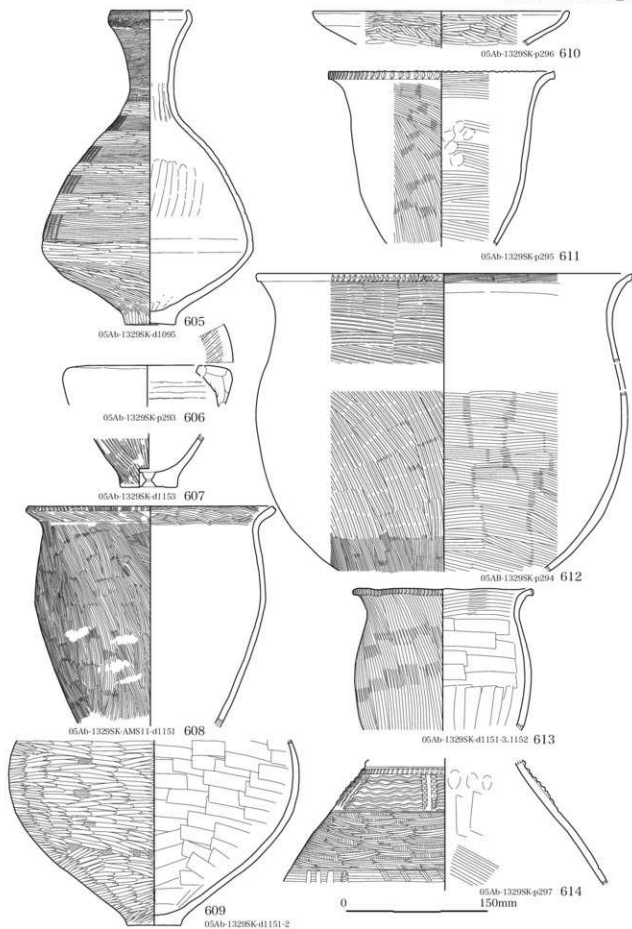 605
05Ab-1329SK-d1095
606
05Ab-1329SK-p293
607
05Ab-1329SK-d1153
608
05Ab-1329SK-AMS11-d1151
609
05Ab-1329SK-d1151-2
610
05Ab-1329SK-p296
611
05Ab-1329SK-p295
612
05AB-1329SK-p294
613
05Ab-1329SK-d1151-3.1152
614
05Ab-1329SK-p297
0 150mm